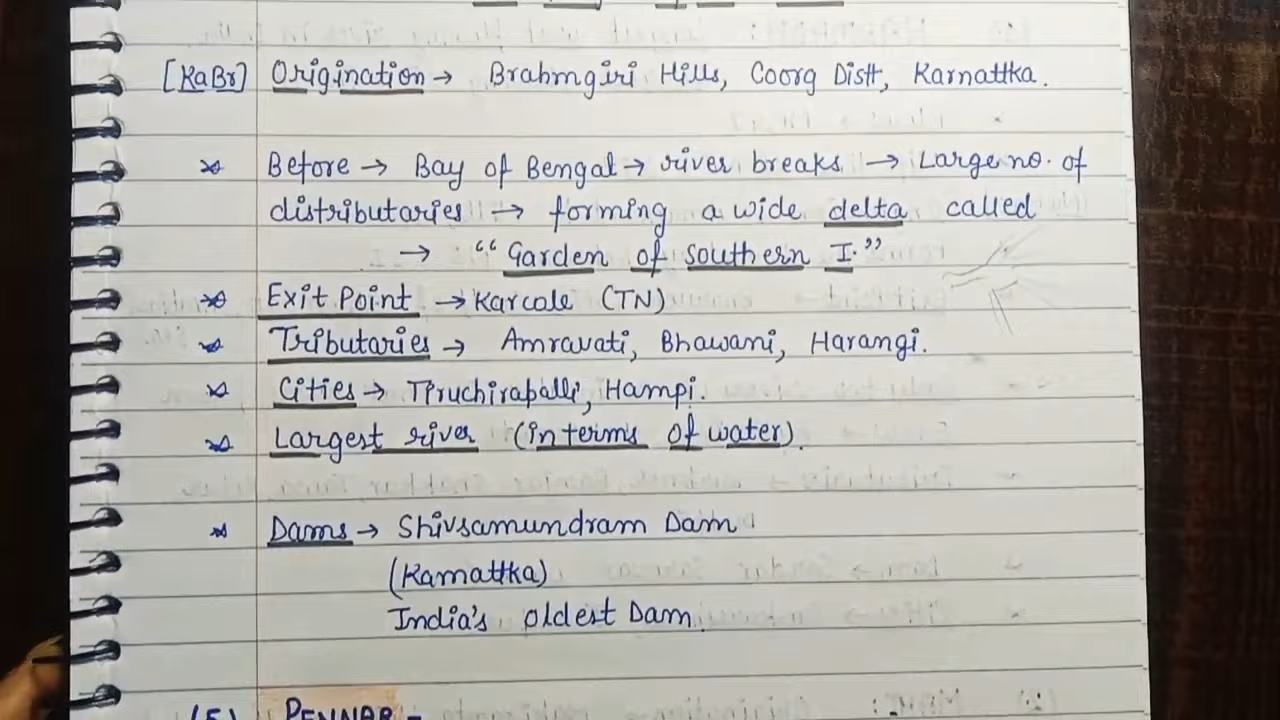 [KaBr] Origination → Brahmgiri Hills, Coorg Distt, Karnattka.
* Before → Bay of Bengal → river breaks → Large no. of
distributaries → forming a wide delta called
→ "Garden of southern I."
* Exit Point → Karcale (TN)
* Tributaries → Amravati, Bhawani, Harangi.
* Cities → Tiruchirapalli, Hampi.
* Largest river (in terms of water).
* Dams → Shivsamundram Dam
(Karnattka)
India's oldest Dam.
(5) PENNAR -